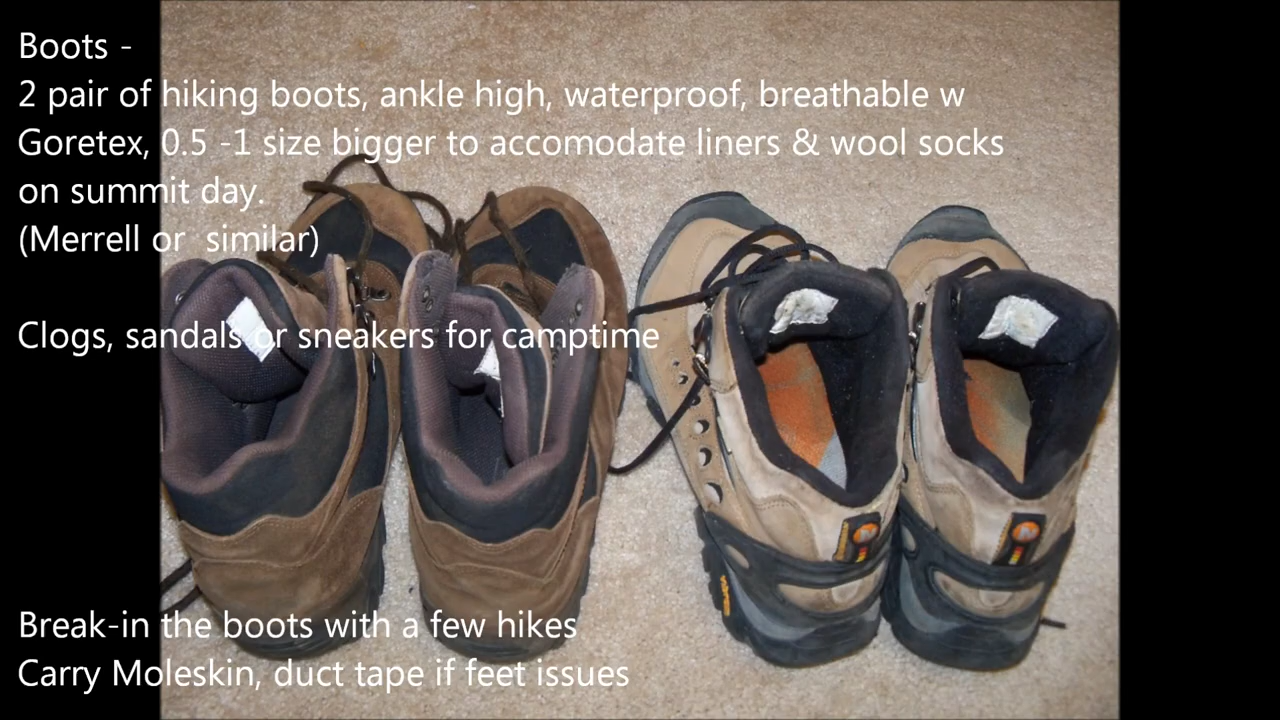 Boots -
2 pair of hiking boots, ankle high, waterproof, breathable w
Goretex, 0.5 -1 size bigger to accomodate liners & wool socks
on summit day.
(Merrell or  similar)
Clogs, sandals or sneakers for camptime
Break-in the boots with a few hikes
Carry Moleskin, duct tape if feet issues